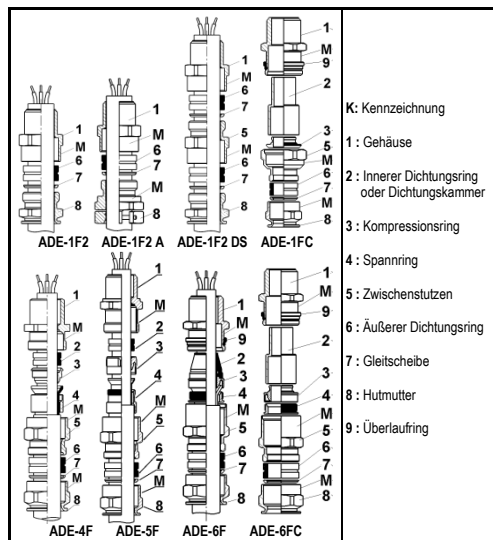 1
M
6
7
8
ADE-1F2
1
M
6
7
M
8
ADE-1F2 A
1
M
6
7
5
M
6
7
8
ADE-1F2 DS
1
M
9
2
3
5
M
6
7
M
8
ADE-1FC
1
M
2
3
4
M
5
6
7
M
8
ADE-4F
1
M
2
3
4
M
5
6
7
M
8
ADE-5F
1
M
9
2
3
4
M
5
6
7
8
ADE-6F
1
M
9
2
3
4
M
5
6
7
M
8
ADE-6FC
K: Kennzeichnung
1 : Gehäuse
2 : Innerer Dichtungsring
oder Dichtungskammer
3 : Kompressionsring
4 : Spannring
5 : Zwischenstutzen
6 : Äußerer Dichtungsring
7 : Gleitscheibe
8 : Hutmutter
9 : Überlaufring